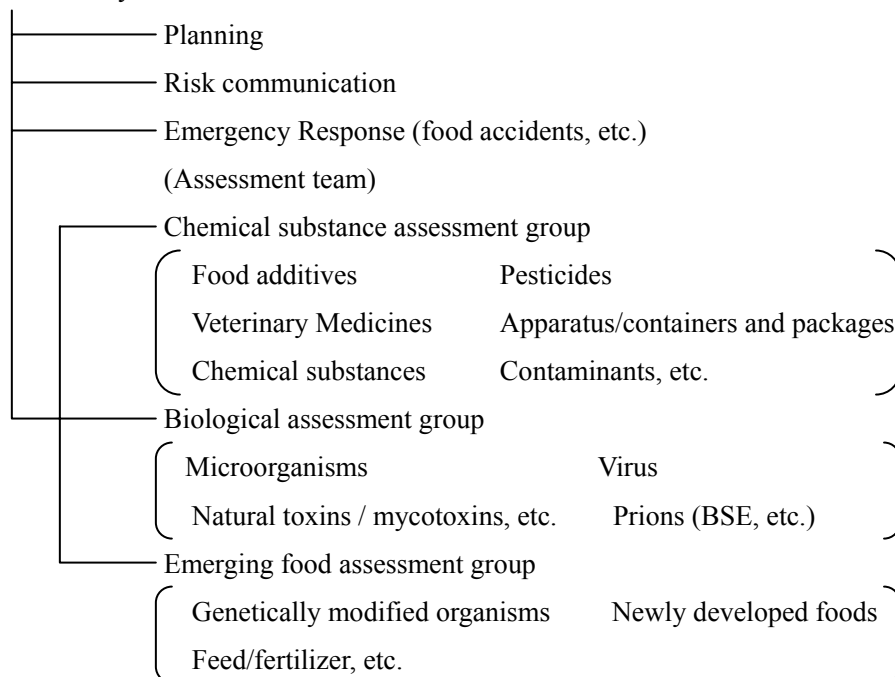 Planning
Risk communication
Emergency Response (food accidents, etc.)
(Assessment team)
Chemical substance assessment group
Food additives Pesticides
Veterinary Medicines Apparatus/containers and packages
Chemical substances Contaminants, etc.
Biological assessment group
Microorganisms Virus
Natural toxins / mycotoxins, etc. Prions (BSE, etc.)
Emerging food assessment group
Genetically modified organisms Newly developed foods
Feed/fertilizer, etc.